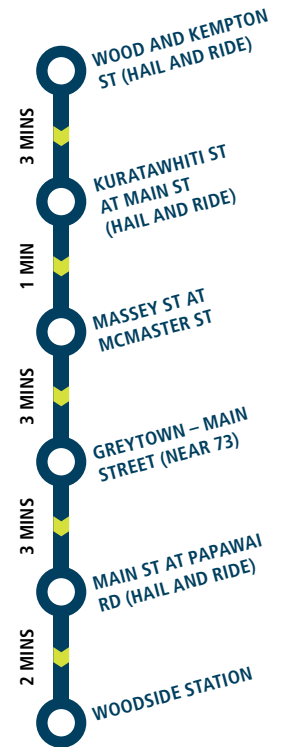 WOOD AND KEMPTON
ST (HAIL AND RIDE)
3 MINS
KURATAWHITI ST
AT MAIN ST
(HAIL AND RIDE)
1 MIN
MASSEY ST AT
MCMASTER ST
3 MINS
GREYTOWN – MAIN
STREET (NEAR 73)
3 MINS
MAIN ST AT PAPAWAI
RD (HAIL AND RIDE)
2 MINS
WOODSIDE STATION